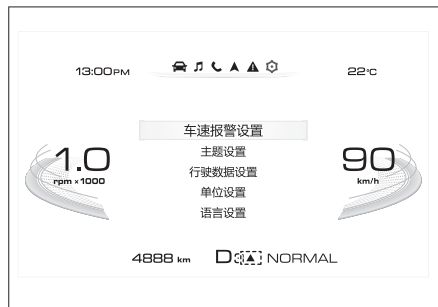 13:00PM
22℃
车速报警设置
主题设置
行驶数据设置
单位设置
语言设置
1.0
rpm×1000
90
km/h
4888 km
D NORMAL